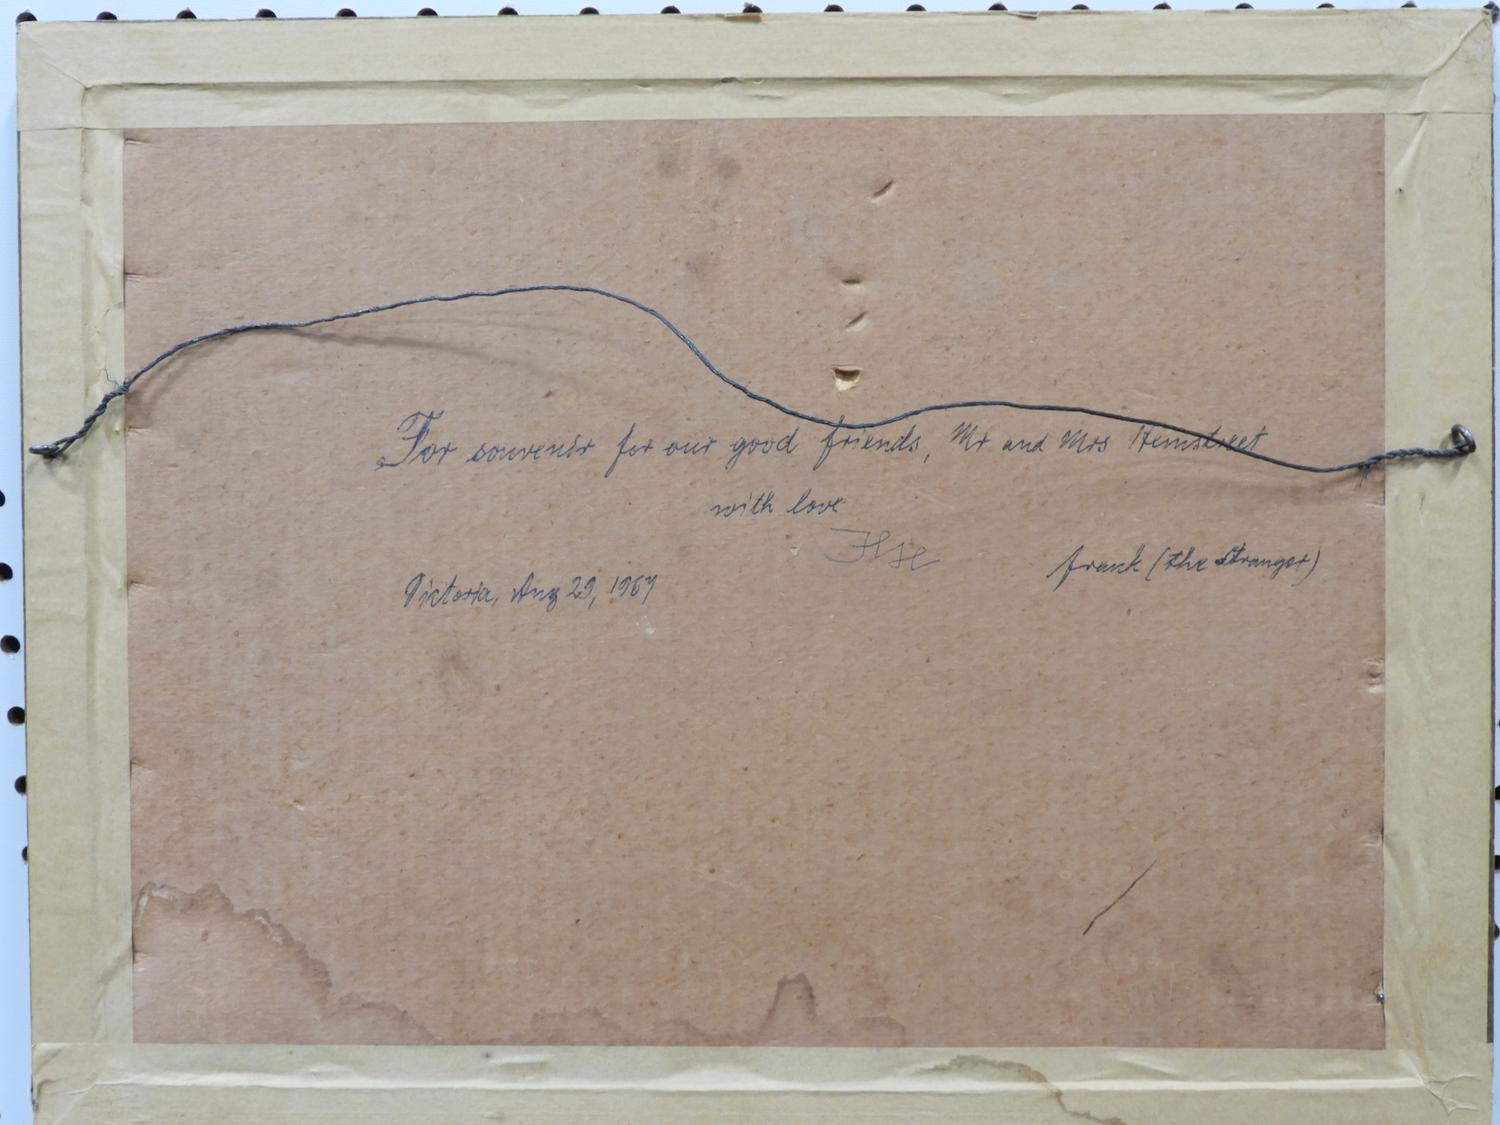 For souvenir for our good friends, Mr and Mrs Hemstreet
with love
Ilse
frank (the stranger)
Victoria, Aug 29, 1967